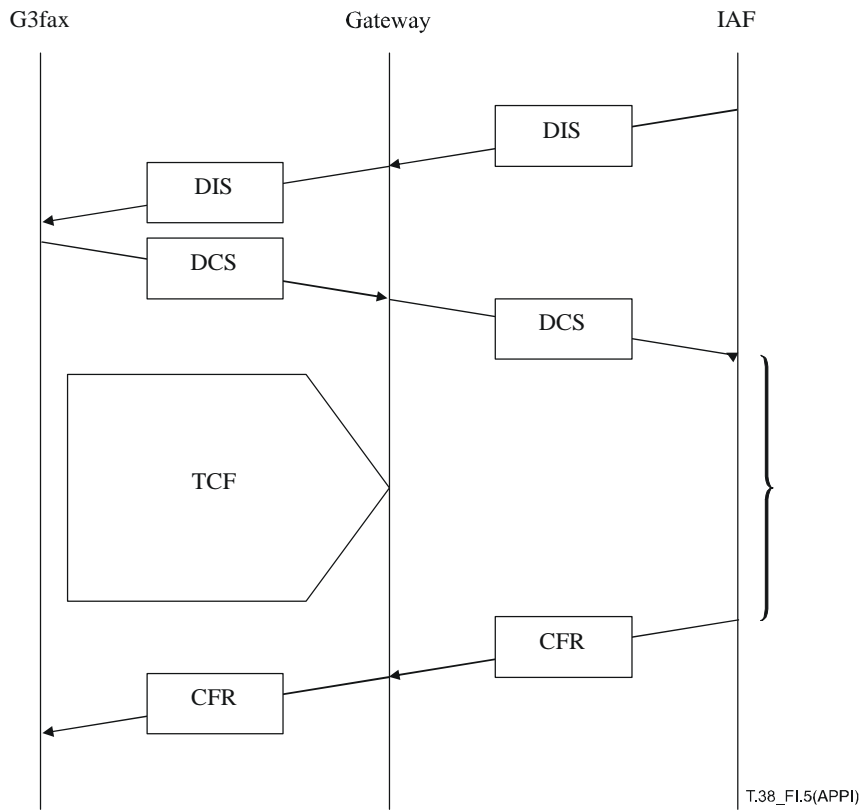 G3fax Gateway IAF
DIS
DIS
DCS
DCS
TCF
CFR
CFR
T.38_FI.5(APPI)